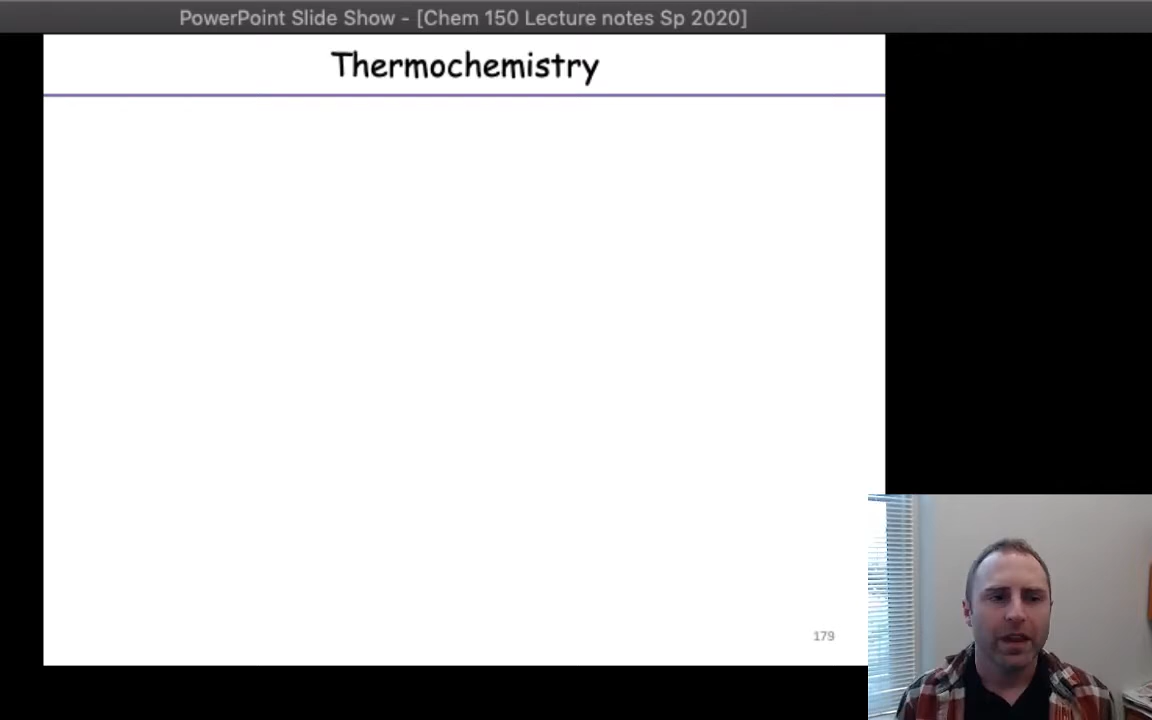 PowerPoint Slide Show - [Chem 150 Lecture notes Sp 2020]
Thermochemistry
179